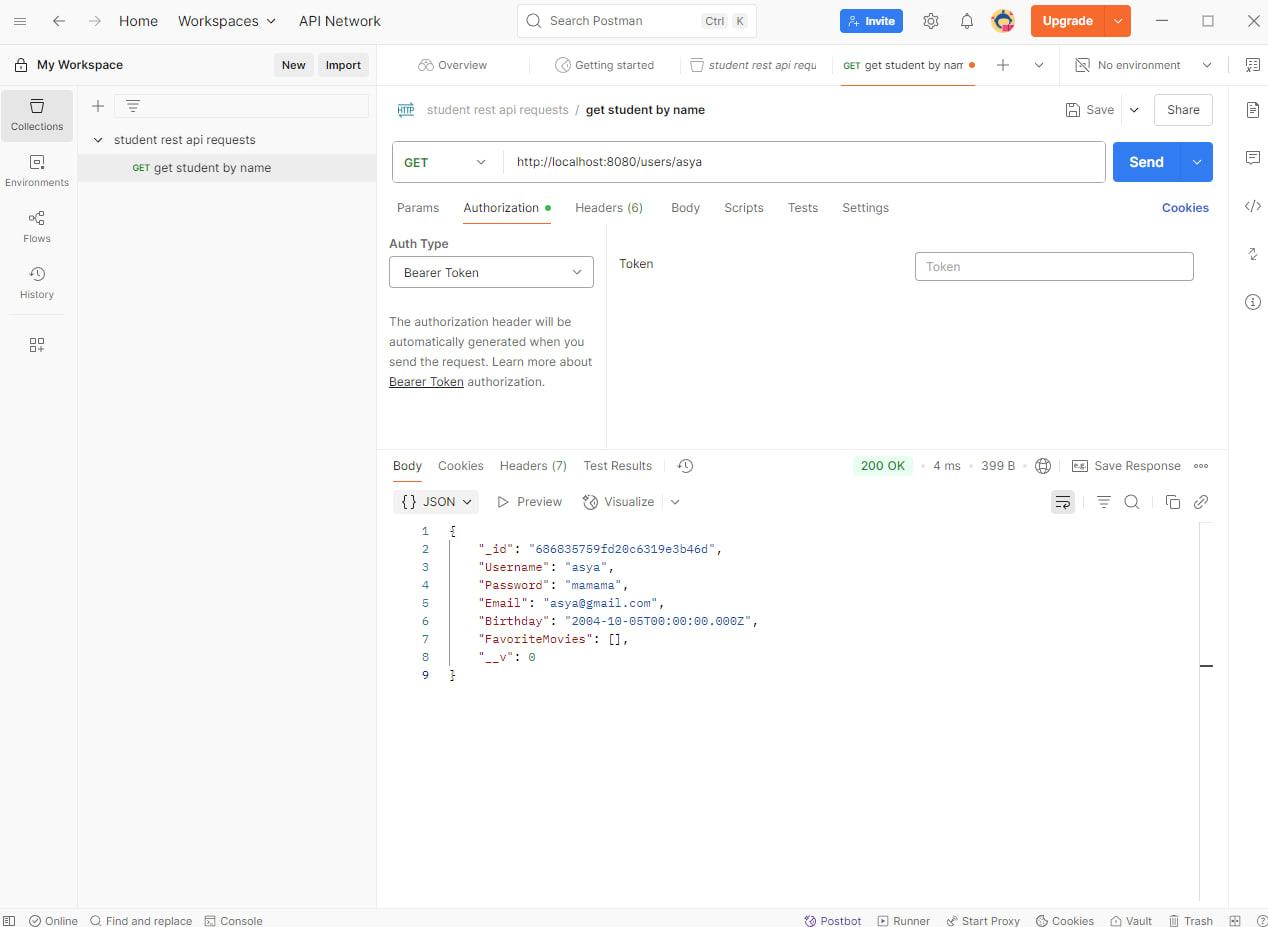 Home Workspaces API Network Search Postman Ctrl K Invite Upgrade
My Workspace New Import Overview Getting started student rest api requ GET get student by nam No environment
Collections
Environments
Flows
History
student rest api requests
GET get student by name
HTTP student rest api requests / get student by name Save Share
GET http://localhost:8080/users/asya Send
Params Authorization Headers (6) Body Scripts Tests Settings Cookies
Auth Type
Bearer Token
Token Token
The authorization header will be
automatically generated when you
send the request. Learn more about
Bearer Token authorization.
Body Cookies Headers (7) Test Results 200 OK 4 ms 399 B e.g. Save Response
{} JSON Preview Visualize
1 {
2 "_id": "686835759fd20c6319e3b46d",
3 "Username": "asya",
4 "Password": "mamama",
5 "Email": "asya@gmail.com",
6 "Birthday": "2004-10-05T00:00:00.000Z",
7 "FavoriteMovies": [],
8 "__v": 0
9 }
Online Find and replace Console Postbot Runner Start Proxy Cookies Vault Trash